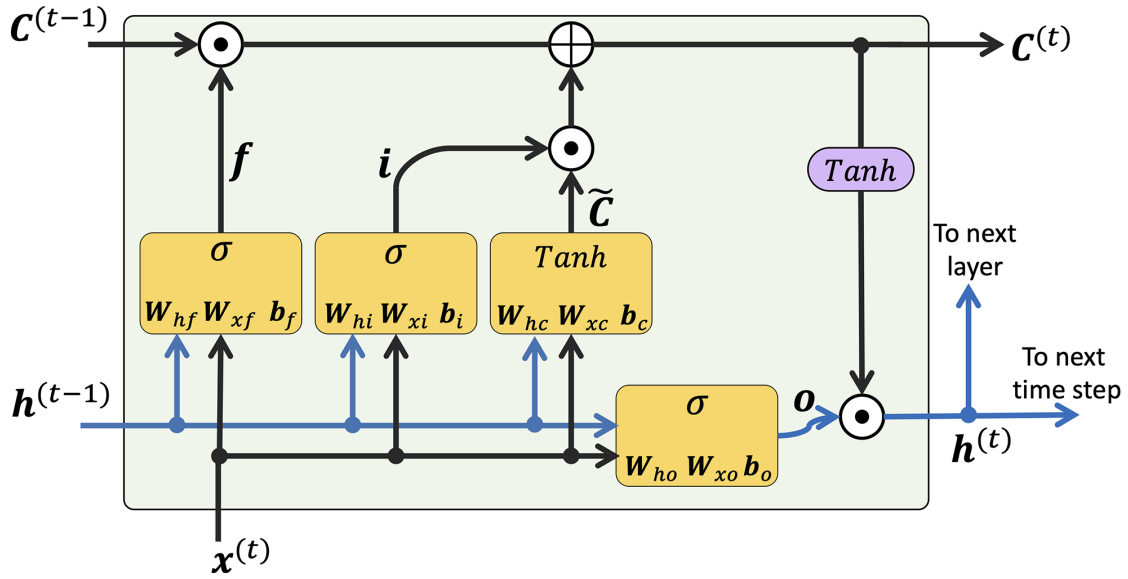 C^(t−1)
C^(t)
f
i
C̃
Tanh
σ
W_hf W_xf b_f
σ
W_hi W_xi b_i
Tanh
W_hc W_xc b_c
To next
layer
To next
time step
h^(t−1)
σ
W_ho W_xo b_o
o
h^(t)
x^(t)